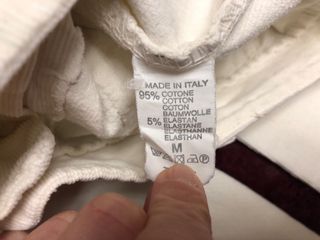 MADE IN ITALY
95% COTONE
COTTON
COTON
BAUMWOLLE
5% ELASTAN
ELASTANE
ELASTHANNE
ELASTHAN
M